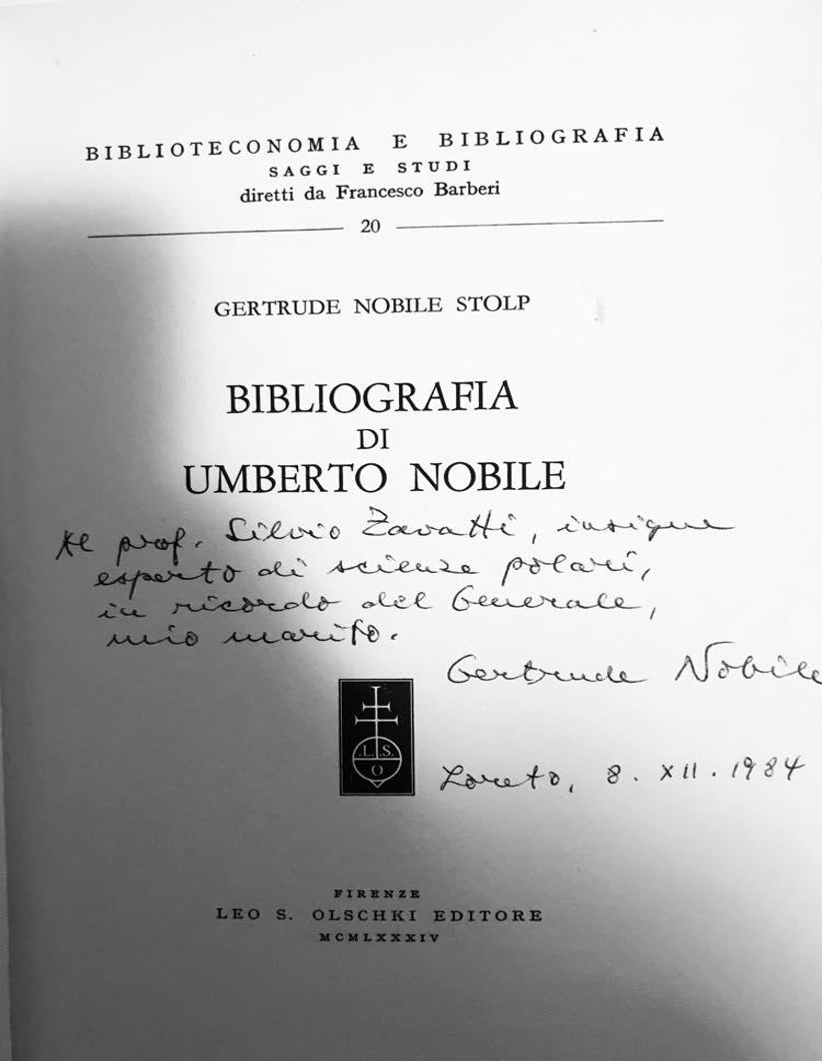 BIBLIOTECONOMIA E BIBLIOGRAFIA
SAGGI E STUDI
diretti da Francesco Barberi
20
GERTRUDE NOBILE STOLP
BIBLIOGRAFIA
DI
UMBERTO NOBILE
Al prof. Silvio Zavatti, insigne
esperto di scienze polari,
in ricordo del Generale,
mio marito.
Gertrude Nobile
.L. .S.
O
Loreto, 8. XII. 1984
FIRENZE
LEO S. OLSCHKI EDITORE
MCMLXXXIV